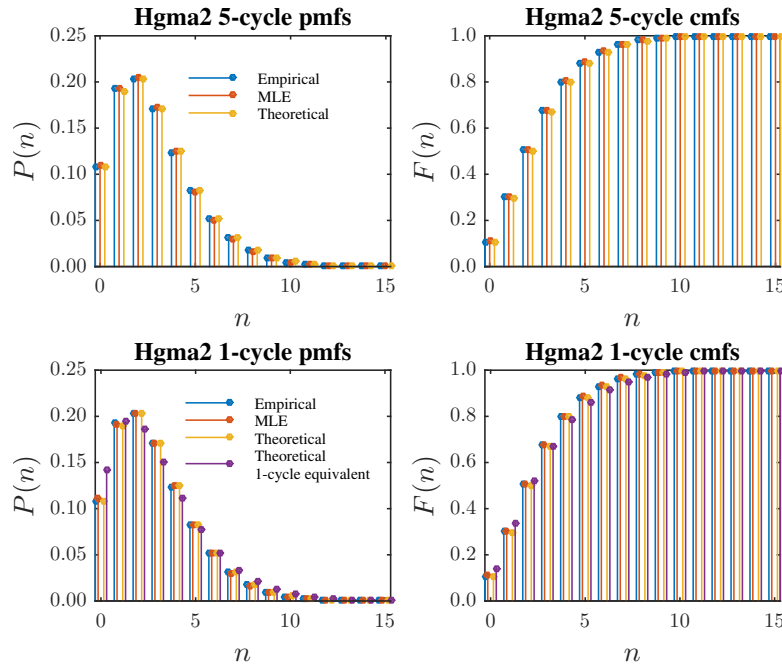 Hgma2 5-cycle pmfs
0.25
0.20
0.15
0.10
0.05
0.00
P(n)
Empirical
MLE
Theoretical
0 5 10 15
n
Hgma2 5-cycle cmfs
1.0
0.8
0.6
0.4
0.2
0.0
F(n)
0 5 10 15
n
Hgma2 1-cycle pmfs
0.25
0.20
0.15
0.10
0.05
0.00
P(n)
Empirical
MLE
Theoretical
Theoretical
1-cycle equivalent
0 5 10 15
n
Hgma2 1-cycle cmfs
1.0
0.8
0.6
0.4
0.2
0.0
F(n)
0 5 10 15
n